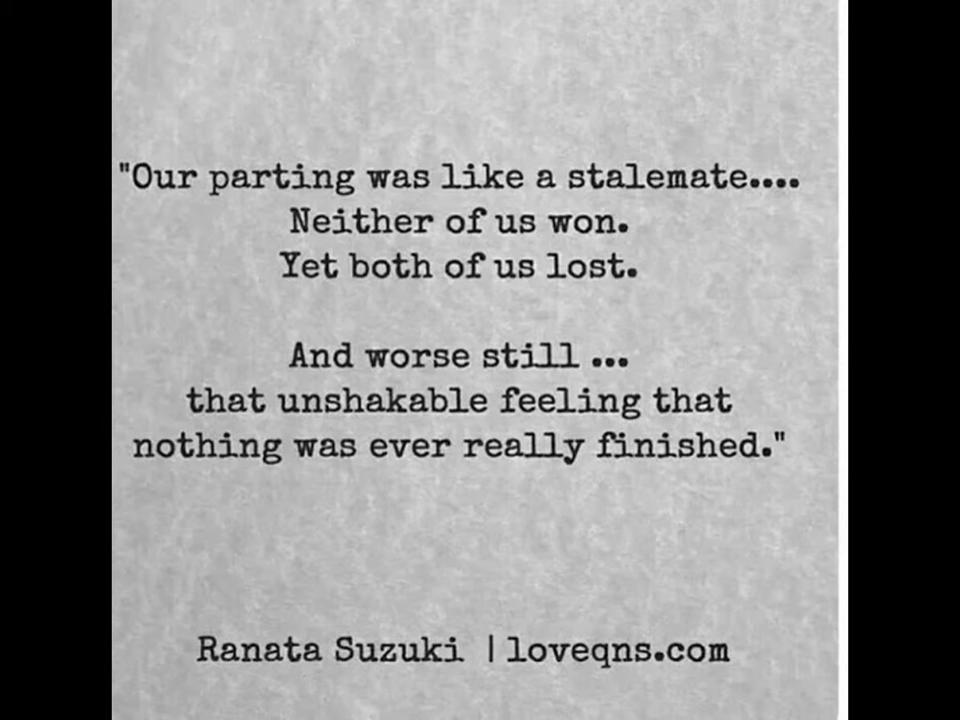 "Our parting was like a stalemate....
Neither of us won.
Yet both of us lost.
And worse still ...
that unshakable feeling that
nothing was ever really finished."
Ranata Suzuki | loveqns.com